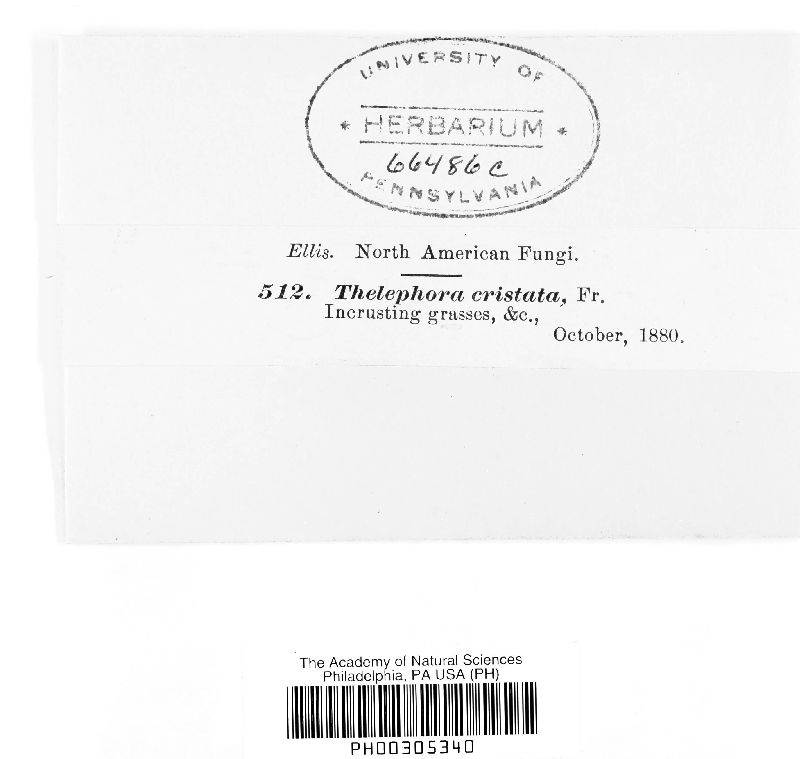 UNIVERSITY OF
* HERBARIUM *
66486c
PENNSYLVANIA
Ellis. North American Fungi.
512. Thelephora cristata, Fr.
Incrusting grasses, &c.,
October, 1880.
The Academy of Natural Sciences
Philadelphia, PA USA (PH)
PH00305340